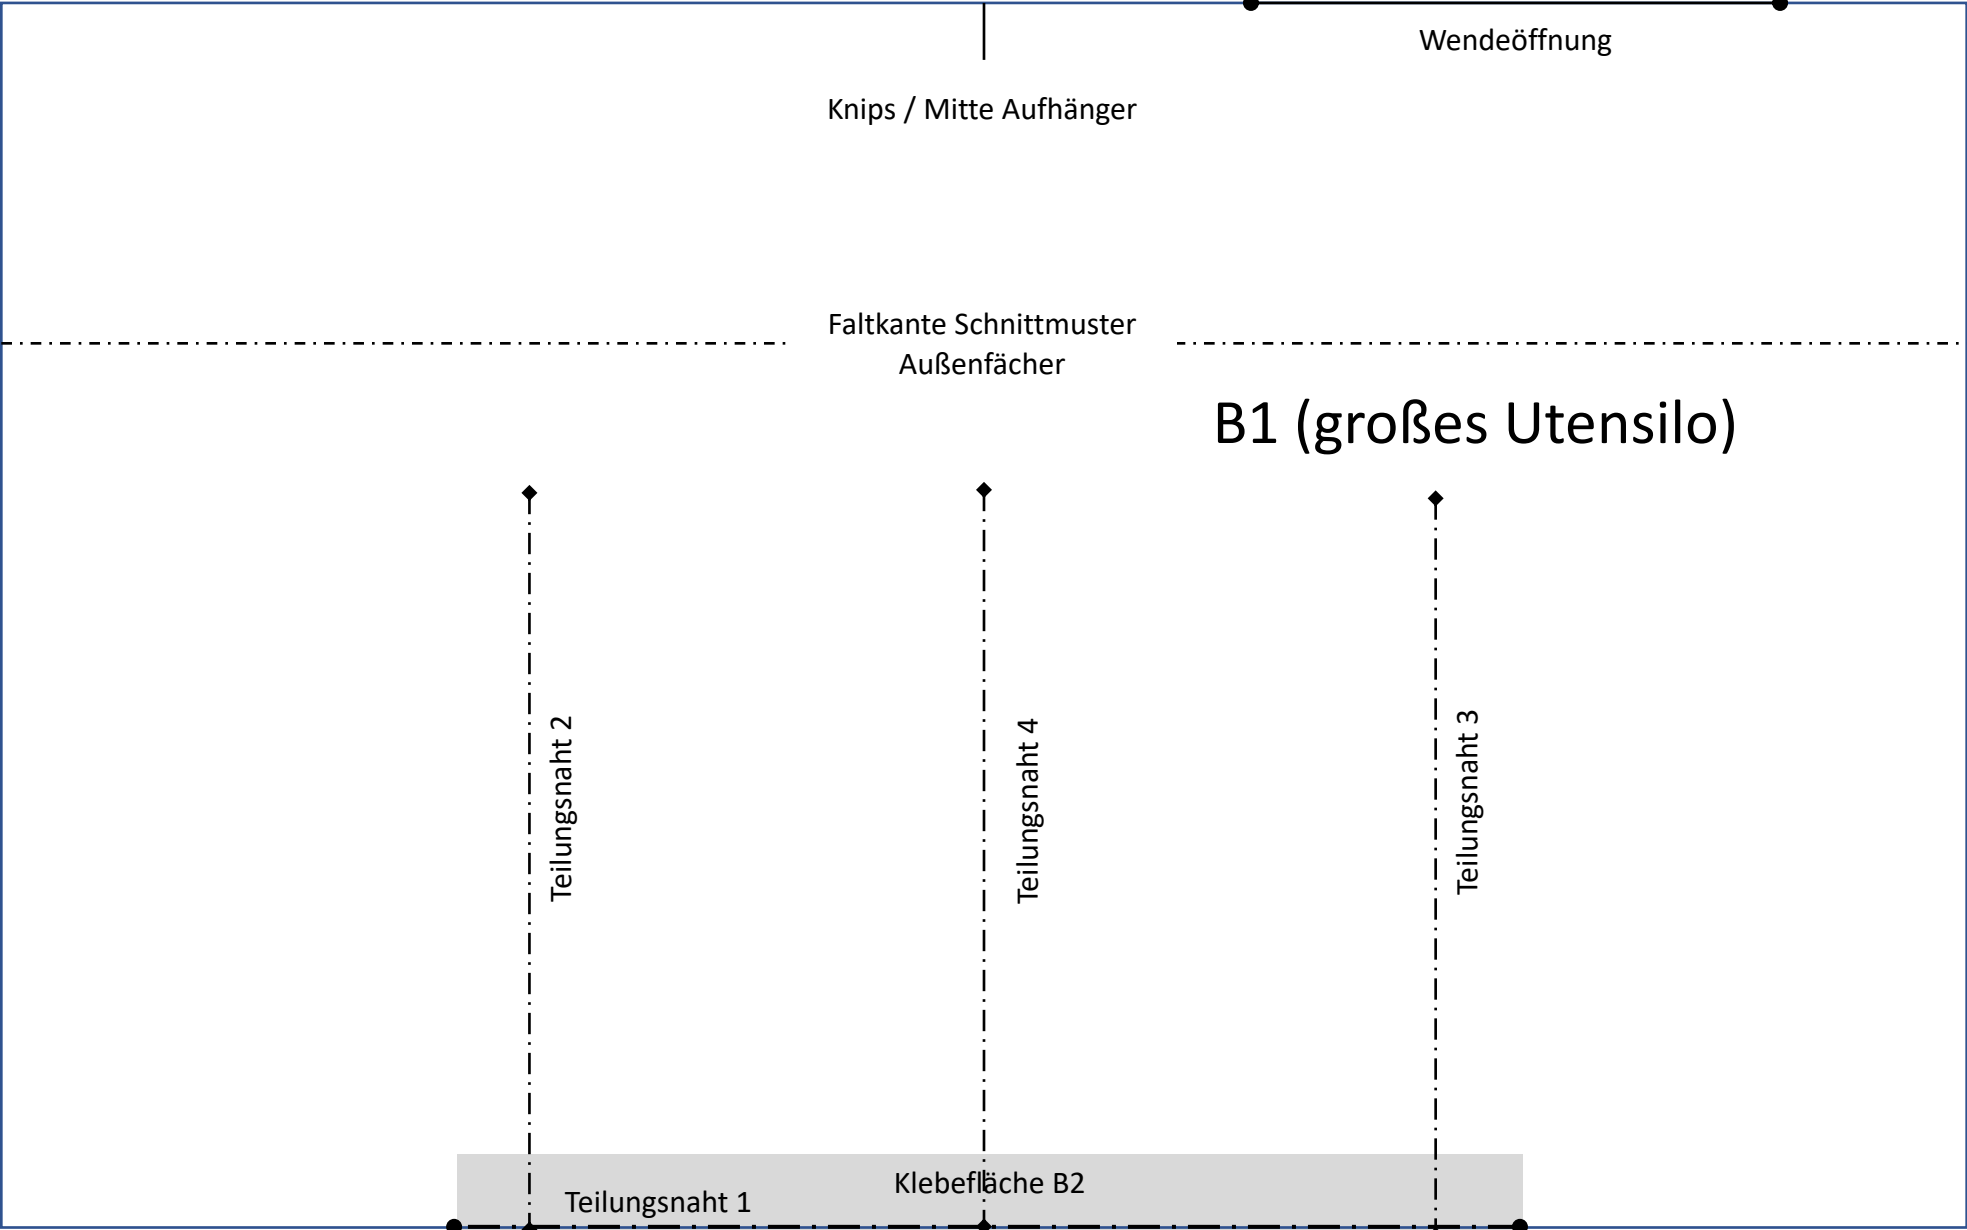 Wendeöffnung
Knips / Mitte Aufhänger
Faltkante Schnittmuster
Außenfächer
B1 (großes Utensilo)
Teilungsnaht 2
Teilungsnaht 4
Teilungsnaht 3
Klebefläche B2
Teilungsnaht 1